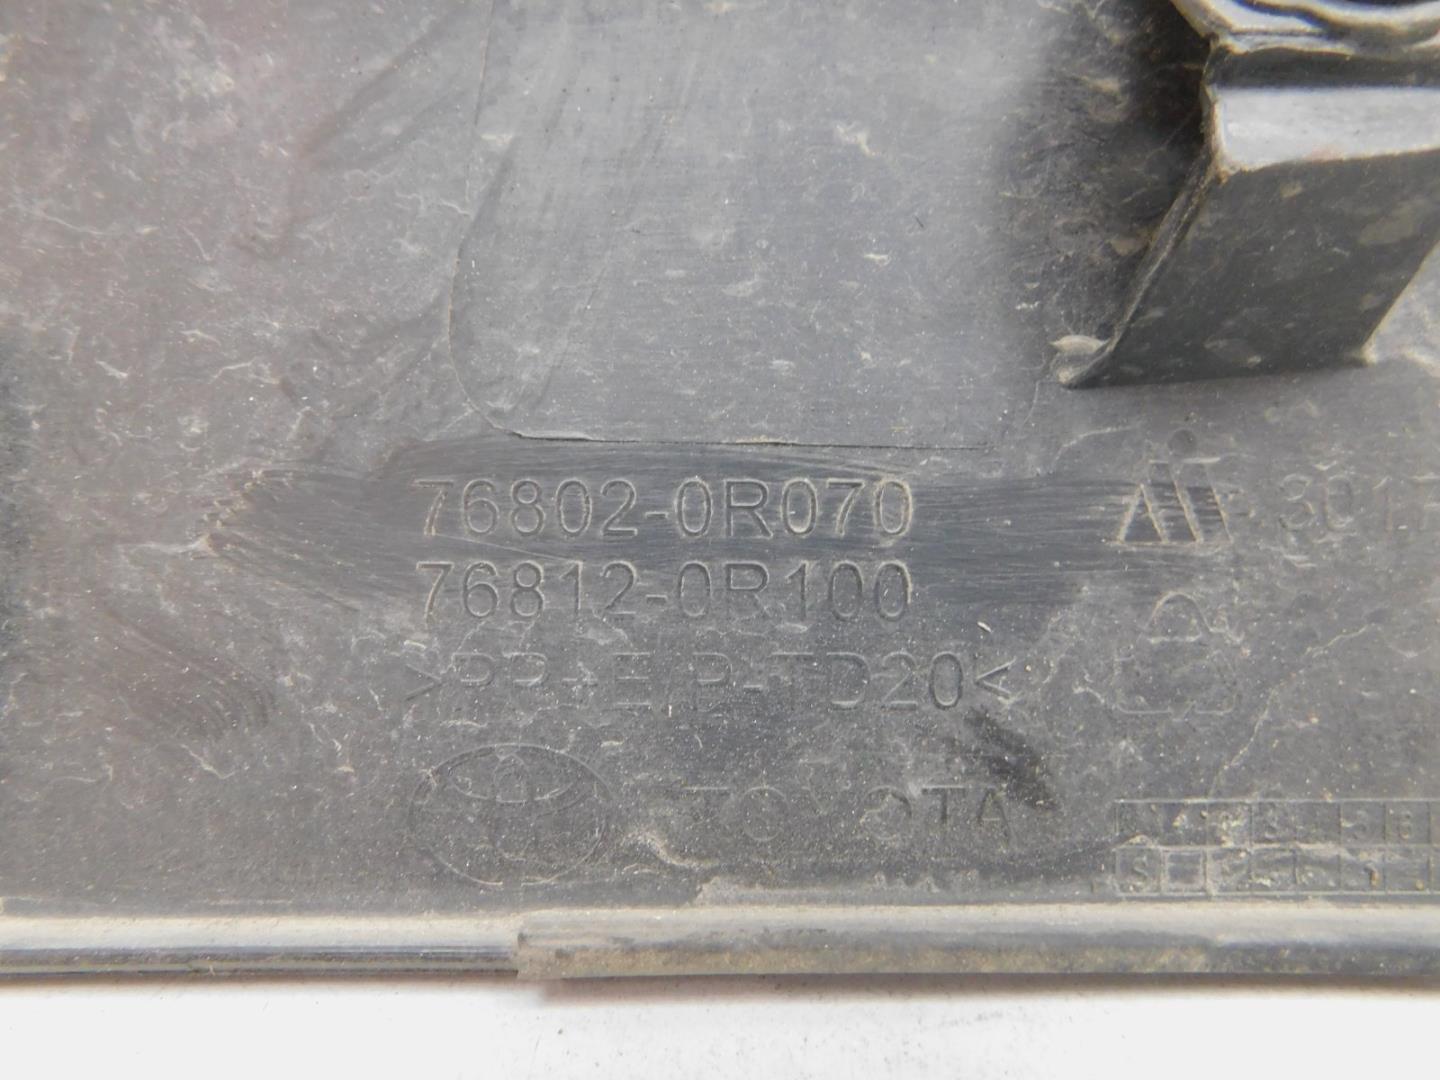 76802-0R070
76812-0R100
>PP+E/P-TD20<
TOYOTA